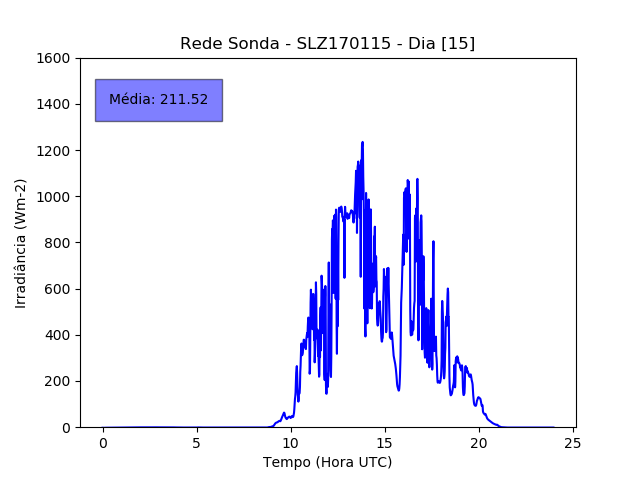 Rede Sonda - SLZ170115 - Dia [15]
1600
1400
1200
1000
800
600
400
200
0
Média: 211.52
Irradiância (Wm-2)
0 5 10 15 20 25
Tempo (Hora UTC)